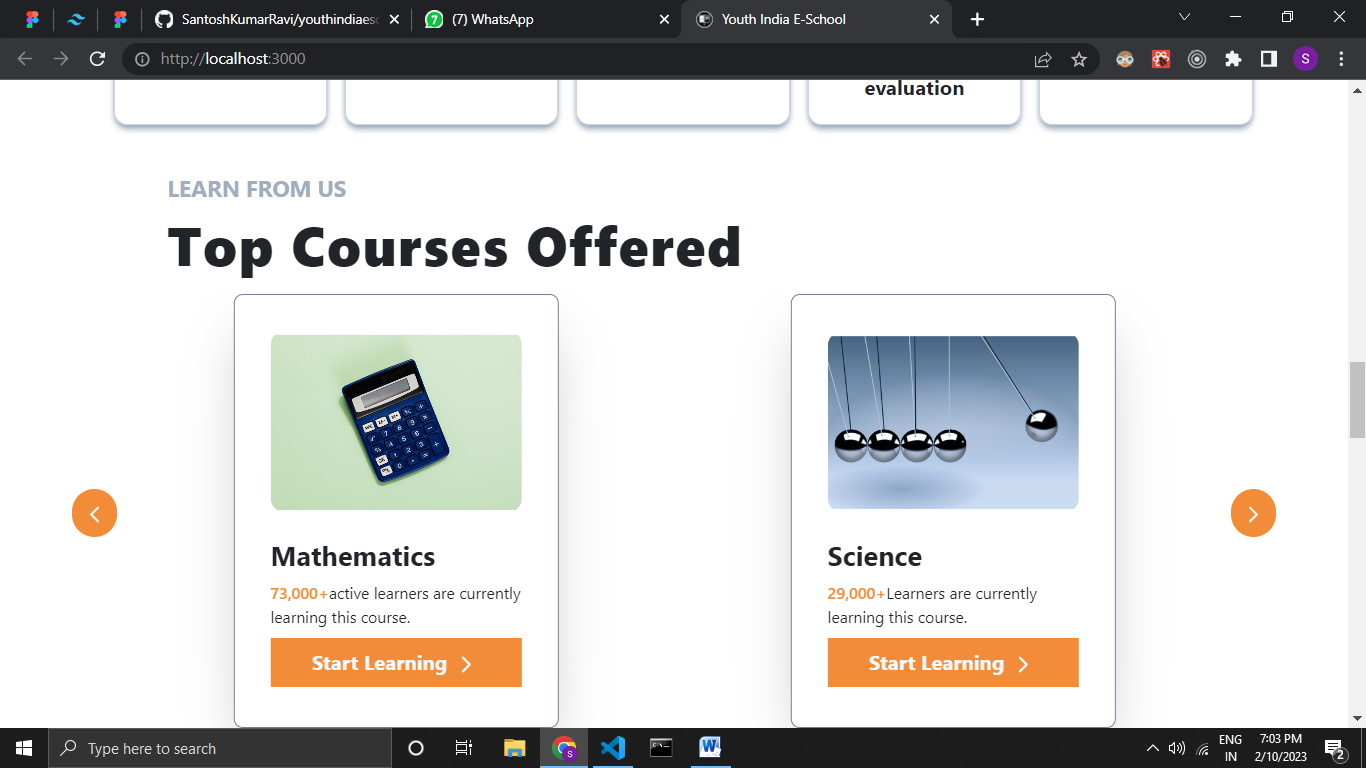 SantoshKumarRavi/youthindiaesc
(7) WhatsApp
Youth India E-School
http://localhost:3000
S
evaluation
LEARN FROM US
Top Courses Offered
Mathematics
73,000+active learners are currently
learning this course.
Start Learning
Science
29,000+Learners are currently
learning this course.
Start Learning
Type here to search
ENG
IN
7:03 PM
2/10/2023
2